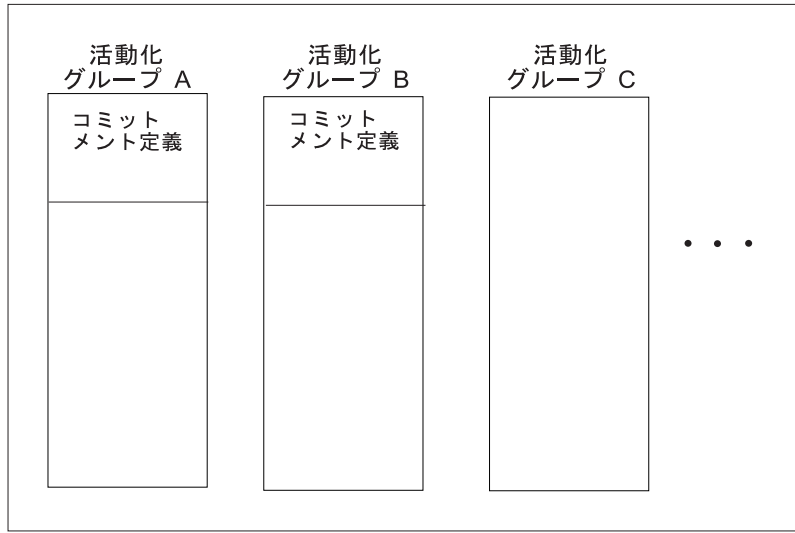 活動化
グループ A
コミット
メント定義
活動化
グループ B
コミット
メント定義
活動化
グループ C
• • •